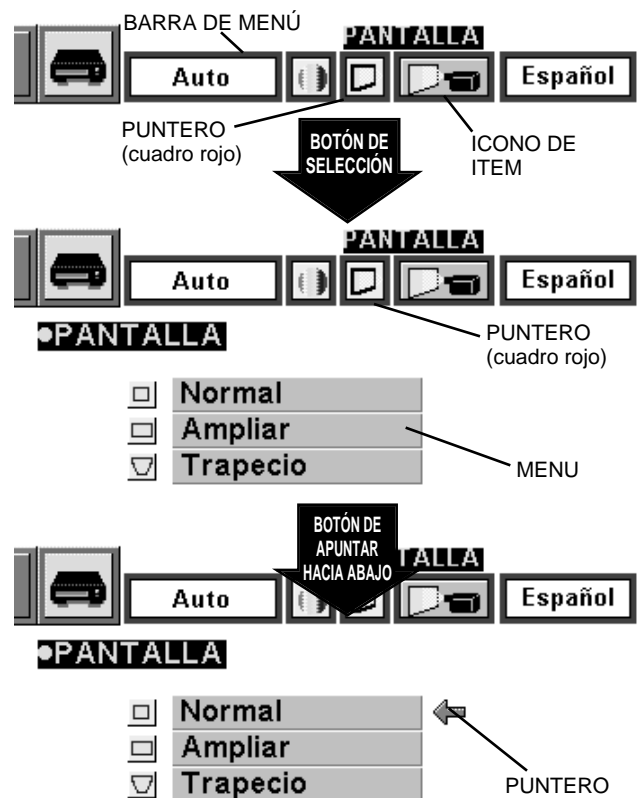 BARRA DE MENÚ
PANTALLA
Auto
Español
PUNTERO
(cuadro rojo)
BOTÓN DE
SELECCIÓN
ICONO DE
ITEM
PANTALLA
Auto
Español
●PANTALLA
PUNTERO
(cuadro rojo)
Normal
Ampliar
Trapecio
MENU
BOTÓN DE
APUNTAR
HACIA ABAJO
TALLA
Auto
Español
●PANTALLA
Normal
Ampliar
Trapecio
PUNTERO